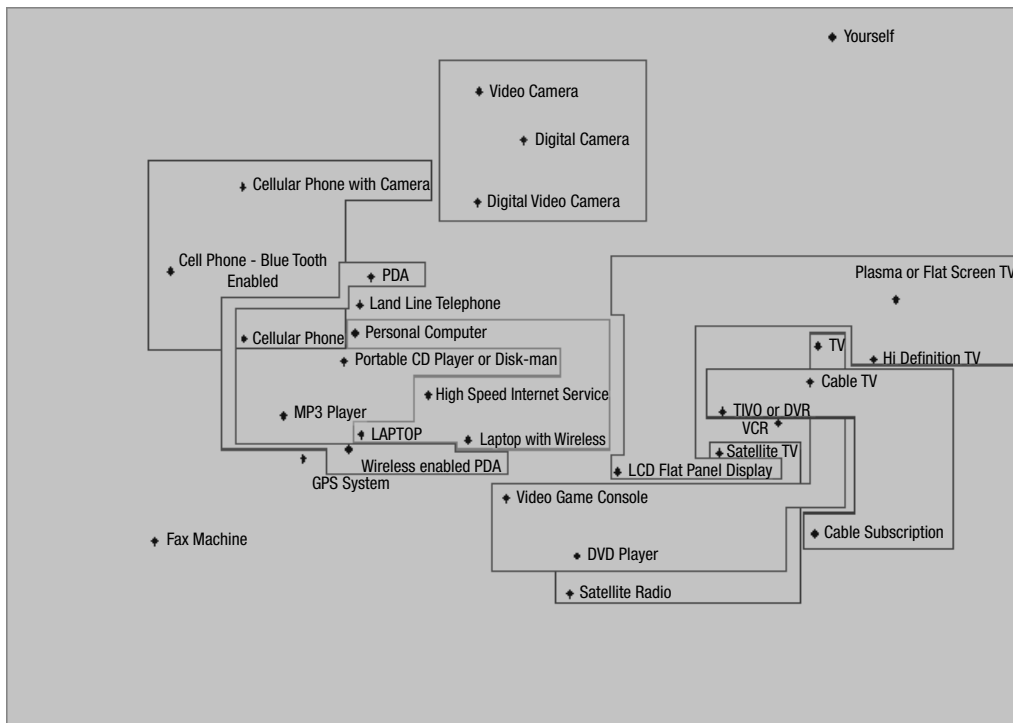 Yourself
Video Camera
Digital Camera
Cellular Phone with Camera
Digital Video Camera
Cell Phone - Blue Tooth
Enabled
PDA
Plasma or Flat Screen TV
Land Line Telephone
Personal Computer
Cellular Phone
TV
Portable CD Player or Disk-man
Hi Definition TV
Cable TV
High Speed Internet Service
MP3 Player
TIVO or DVR
VCR
LAPTOP
Laptop with Wireless
Satellite TV
Wireless enabled PDA
LCD Flat Panel Display
GPS System
Video Game Console
Cable Subscription
Fax Machine
DVD Player
Satellite Radio